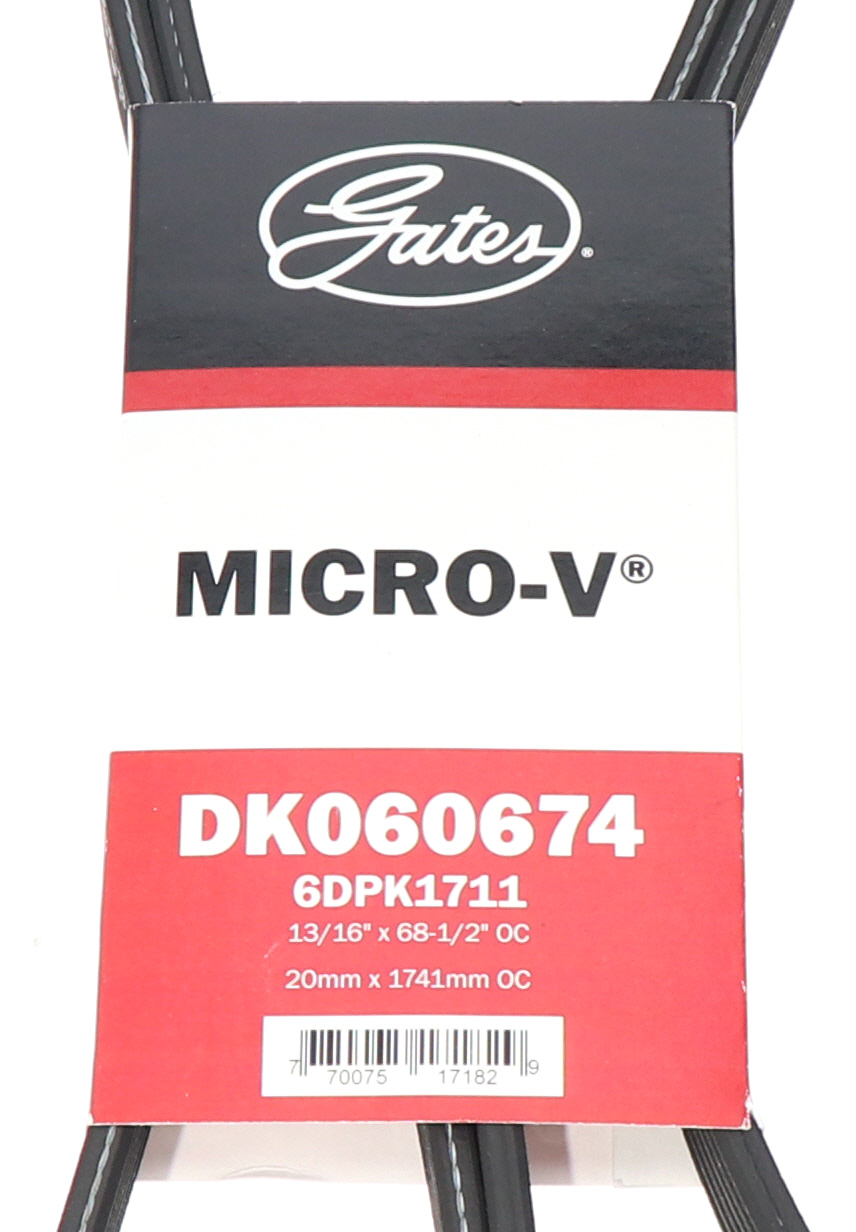 Gates®
MICRO-V®
DK060674
6DPK1711
13/16" x 68-1/2" OC
20mm x 1741mm OC
7 70075 17182 9